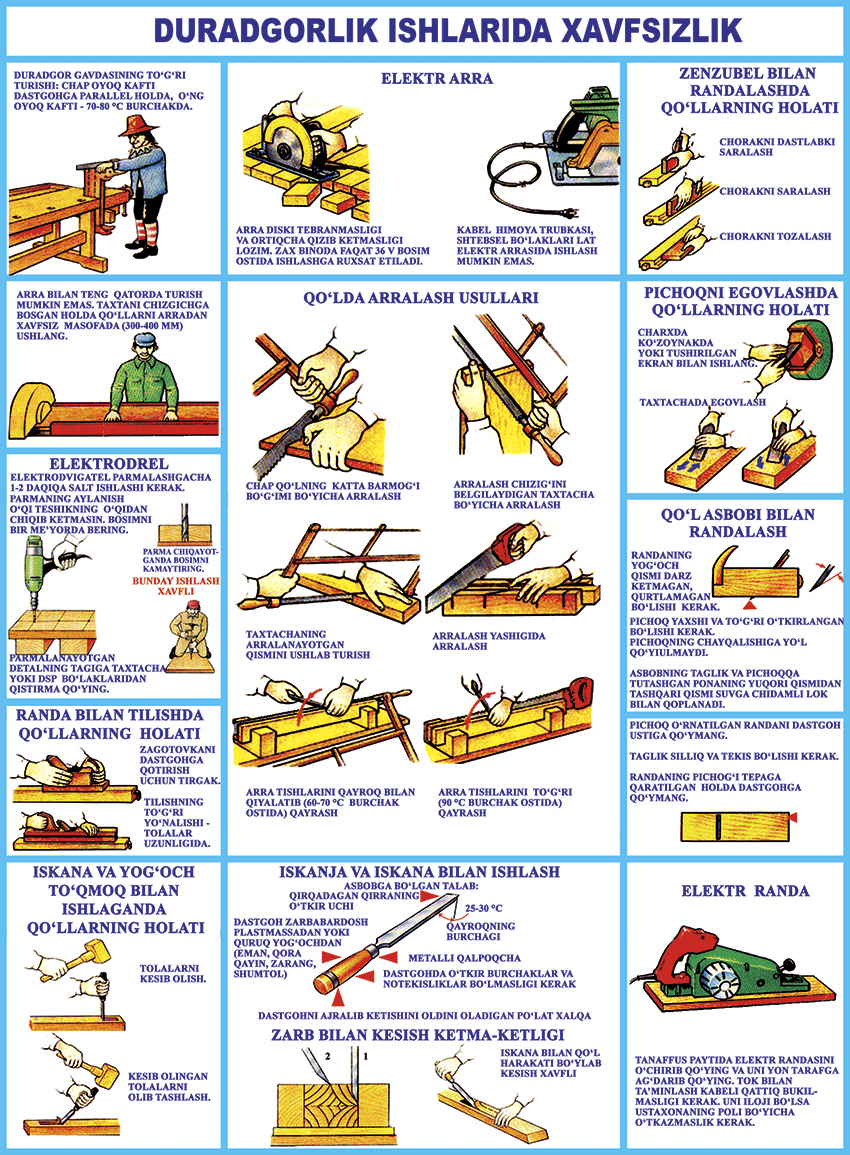 DURADGORLIK ISHLARIDA XAVFSIZLIK
DURADGOR GAVDASINING TO‘G‘RI
TURISHI: CHAP OYOQ KAFTI
DASTGOHGA PARALLEL HOLDA, O‘NG
OYOQ KAFTI - 70-80 °C BURCHAKDA.
ELEKTR ARRA
ARRA DISKI TEBRANMASLIGI
VA ORTIQCHA QIZIB KETMASLIGI
LOZIM. ZAX BINODA FAQAT 36 V BOSIM
OSTIDA ISHLASHGA RUXSAT ETILADI.
KABEL HIMOYA TRUBKASI,
SHTEBSEL BO‘LAKLARI LAT
ELEKTR ARRASIDA ISHLASH
MUMKIN EMAS.
ZENZUBEL BILAN
RANDALASHDA
QO‘LLARNING HOLATI
CHORAKNI DASTLABKI
SARALASH
CHORAKNI SARALASH
CHORAKNI TOZALASH
ARRA BILAN TENG QATORDA TURISH
MUMKIN EMAS. TAXTANI CHIZGICHGA
BOSGAN HOLDA QO‘LLARNI ARRADAN
XAVFSIZ MASOFADA (300-400 MM)
USHLANG.
QO‘LDA ARRALASH USULLARI
CHAP QO‘LNING KATTA BARMOG‘I
BO‘G‘IMI BO‘YICHA ARRALASH
ARRALASH CHIZIG‘INI
BELGILAYDIGAN TAXTACHA
BO‘YICHA ARRALASH
TAXTACHANING
ARRALANAYOTGAN
QISMINI USHLAB TURISH
ARRALASH YASHIGIDA
ARRALASH
ARRA TISHLARINI QAYROQ BILAN
QIYALATIB (60-70 °C BURCHAK
OSTIDA) QAYRASH
ARRA TISHLARINI TO‘G‘RI
(90 °C BURCHAK OSTIDA)
QAYRASH
PICHOQNI EGOVLASHDA
QO‘LLARNING HOLATI
CHARXDA
KO‘ZOYNAKDA
YOKI TUSHIRILGAN
EKRAN BILAN ISHLANG.
TAXTACHADA EGOVLASH
ELEKTRODREL
ELEKTRODVIGATEL PARMALASHGACHA
1-2 DAQIQA SALT ISHLASHI KERAK.
PARMANING AYLANISH
O‘QI TESHIKNING O‘QIDAN
CHIQIB KETMASIN. BOSIMNI
BIR ME’YORDA BERING.
PARMA CHIQAYOT-
GANDA BOSIMNI
KAMAYTIRING.
BUNDAY ISHLASH
XAVFLI
PARMALANAYOTGAN
DETALNING TAGIGA TAXTACHA
YOKI DSP BO‘LAKLARIDAN
QISTIRMA QO‘YING.
QO‘L ASBOBI BILAN
RANDALASH
RANDANING
YOG‘OCH
QISMI DARZ
KETMAGAN,
QURTLAMAGAN
BO‘LISHI KERAK.
PICHOQ YAXSHI VA TO‘G‘RI O‘TKIRLANGAN
BO‘LISHI KERAK.
PICHOQNING CHAYQALISHIGA YO‘L
QO‘YIULMAYDI.
ASBOBNING TAGLIK VA PICHOQQA
TUTASHGAN PONANING YUQORI QISMIDAN
TASHQARI QISMI SUVGA CHIDAMLI LOK
BILAN QOPLANADI.
RANDA BILAN TILISHDA
QO‘LLARNING HOLATI
ZAGOTOVKANI
DASTGOHGA
QOTIRISH
UCHUN TIRGAK.
TILISHNING
TO‘G‘RI
YO‘NALISHI -
TOLALAR
UZUNLIGIDA.
PICHOQ O‘RNATILGAN RANDANI DASTGOH
USTIGA QO‘YMANG.
TAGLIK SILLIQ VA TEKIS BO‘LISHI KERAK.
RANDANING PICHOG‘I TEPAGA
QARATILGAN HOLDA DASTGOHGA
QO‘YMANG.
ISKANA VA YOG‘OCH
TO‘QMOQ BILAN
ISHLAGANDA
QO‘LLARNING HOLATI
TOLALARNI
KESIB OLISH.
KESIB OLINGAN
TOLALARNI
OLIB TASHLASH.
ISKANJA VA ISKANA BILAN ISHLASH
ASBOBGA BO‘LGAN TALAB:
QIRQADAGAN QIRRANING
O‘TKIR UCHI
25-30 °C
QAYROQNING
BURCHAGI
DASTGOH ZARBABARDOSH
PLASTMASSADAN YOKI
QURUQ YOG‘OCHDAN
(EMAN, QORA
QAYIN, ZARANG,
SHUMTOL)
METALLI QALPOQCHA
DASTGOHDA O‘TKIR BURCHAKLAR VA
NOTEKISLIKLAR BO‘LMASLIGI KERAK
DASTGOHNI AJRALIB KETISHINI OLDINI OLADIGAN PO‘LAT XALQA
ZARB BILAN KESISH KETMA-KETLIGI
2 1
ISKANA BILAN QO‘L
HARAKATI BO‘YLAB
KESISH XAVFLI
ELEKTR RANDA
TANAFFUS PAYTIDA ELEKTR RANDASINI
O‘CHIRIB QO‘YING VA UNI YON TARAFGA
AG‘DARIB QO‘YING. TOK BILAN
TA’MINLASH KABELI QATTIQ BUKIL-
MASLIGI KERAK. UNI ILOJI BO‘LSA
USTAXONANING POLI BO‘YICHA
O‘TKAZMASLIK KERAK.